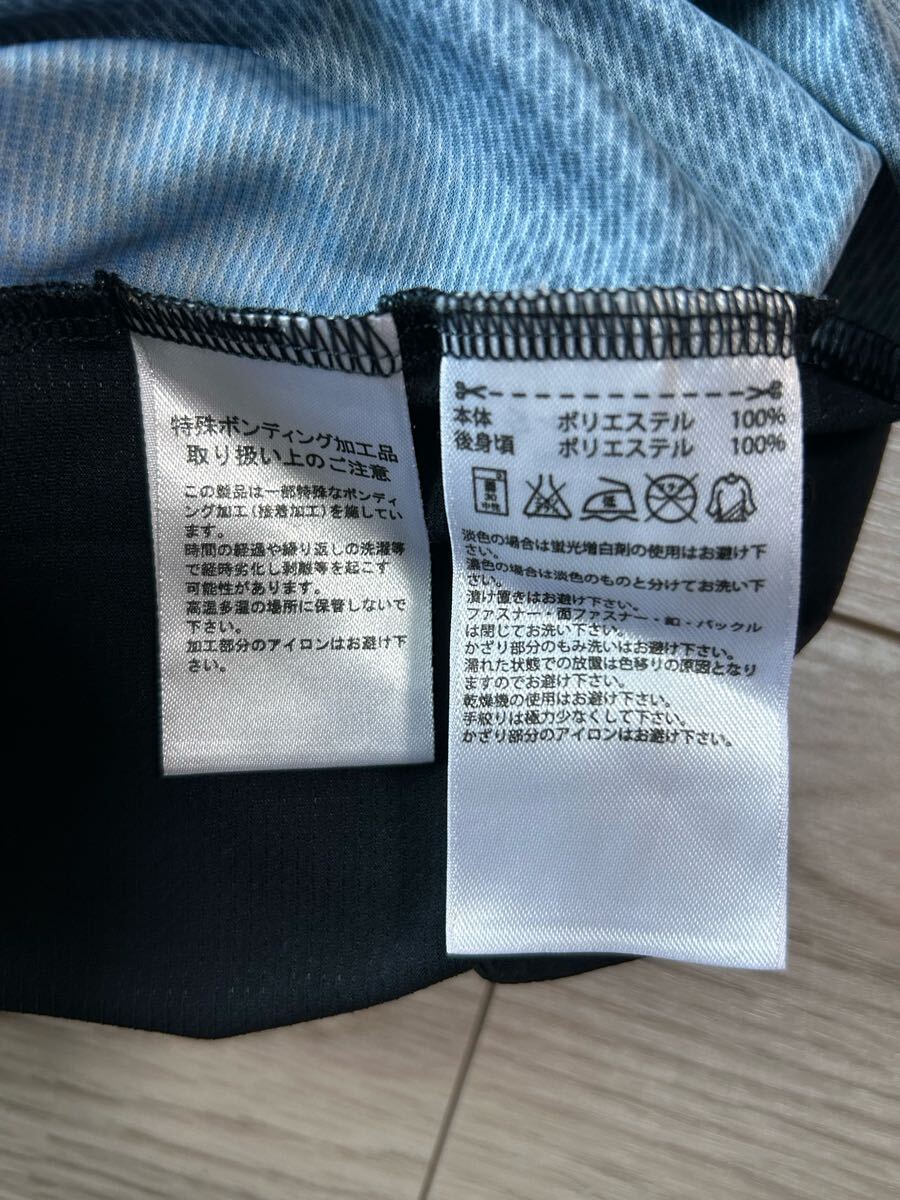 特殊ボンディング加工品
取り扱い上のご注意
この製品は一部特殊なボンディ
ング加工(接着加工)を施してい
ます。
時間の経過や繰り返しの洗濯等
で経時劣化し剥離等を起こす
可能性があります。
高温多湿の場所に保管しないで
下さい。
加工部分のアイロンはお避け下
さい。
本体 ポリエステル 100%
後身頃 ポリエステル 100%
30
中性
エンソ
サラシ
低
ドライ
淡色の場合は蛍光増白剤の使用はお避け下
さい。
濃色の場合は淡色のものと分けてお洗い下
さい。
漬け置きはお避け下さい。
ファスナー・面ファスナー・釦・バックル
は閉じてお洗い下さい。
かざり部分のもみ洗いはお避け下さい。
濡れた状態での放置は色移りの原因となり
ますのでお避け下さい。
乾燥機の使用はお避け下さい。
手絞りは極力少なくして下さい。
かざり部分のアイロンはお避け下さい。